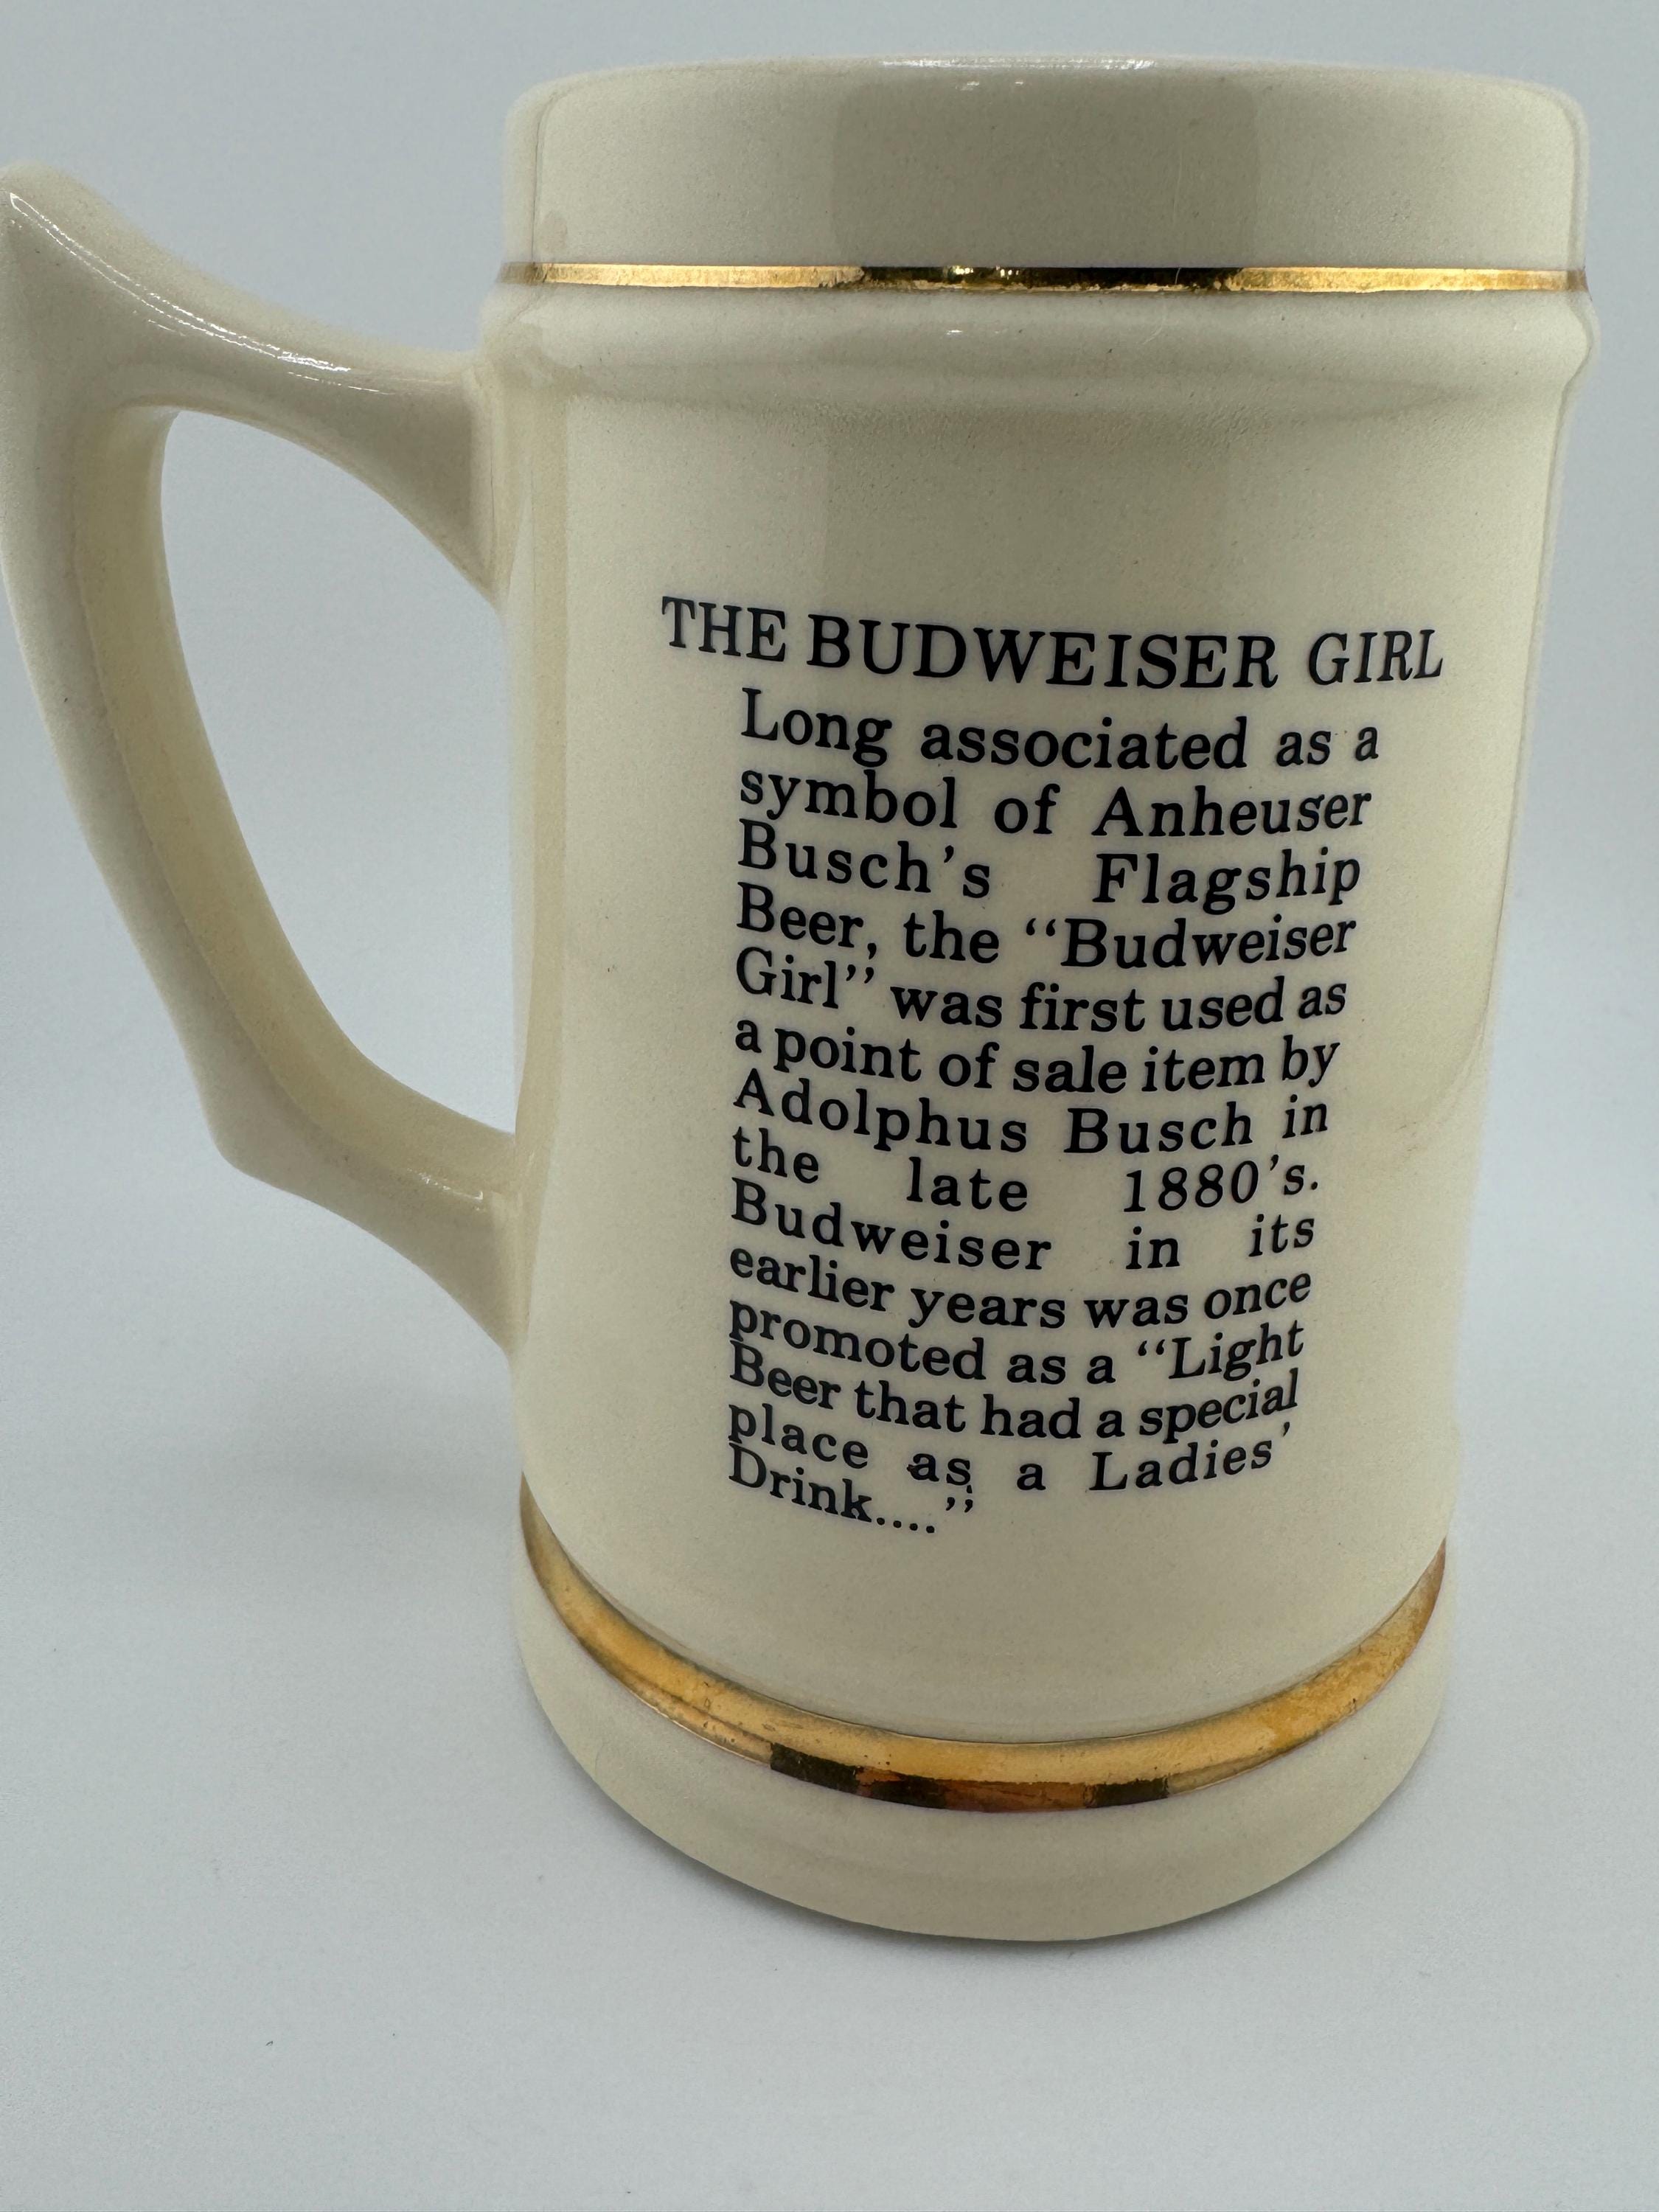 THE BUDWEISER GIRL
Long associated as a
symbol of Anheuser
Busch's Flagship
Beer, the "Budweiser
Girl" was first used as
a point of sale item by
Adolphus Busch in
the late 1880's.
Budweiser in its
earlier years was once
promoted as a "Light
Beer that had a special
place as a Ladies'
Drink...."